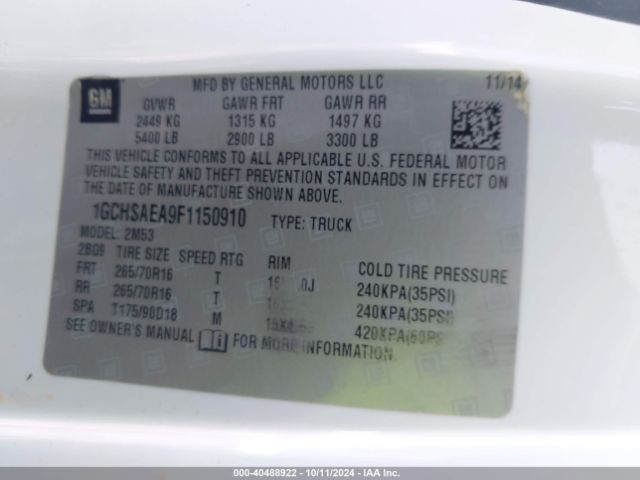 GM
MFD BY GENERAL MOTORS LLC 11/14
GVWR GAWR FRT GAWR RR
2449 KG 1315 KG 1497 KG
5400 LB 2900 LB 3300 LB
THIS VEHICLE CONFORMS TO ALL APPLICABLE U.S. FEDERAL MOTOR
VEHICLE SAFETY AND THEFT PREVENTION STANDARDS IN EFFECT ON
THE DATE OF MANUFACTURE SHOWN ABOVE.
1GCHSAEA9F1150910 TYPE: TRUCK
MODEL: 2M53
2BG9 TIRE SIZE SPEED RTG RIM COLD TIRE PRESSURE
FRT 265/70R16 T 240KPA(35PSI)
RR 265/70R16 T 240KPA(35PSI)
SPA T175/90D18 M
SEE OWNER'S MANUAL FOR MORE INFORMATION.
000-40488922 / 10/11/2024 / IAAI.COM